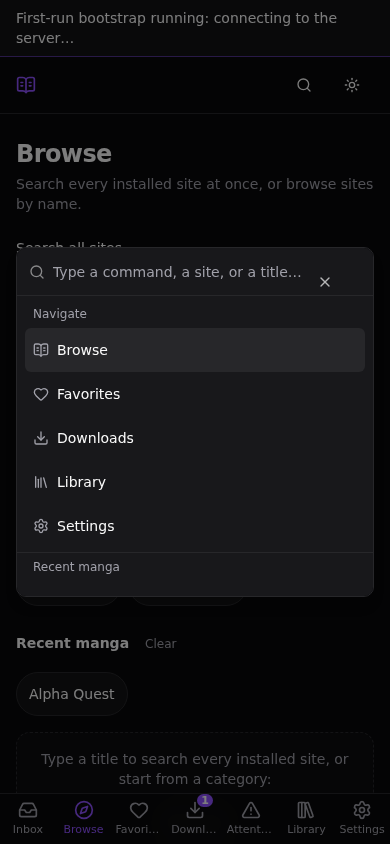 First-run bootstrap running: connecting to the
server…
Browse
Search every installed site at once, or browse sites
by name.
Search all sites
Type a command, a site, or a title...
Navigate
Browse
Favorites
Downloads
Library
Settings
Recent manga
Recent manga
Clear
Alpha Quest
Type a title to search every installed site, or
start from a category:
1
Inbox
Browse
Favori…
Downl…
Attent…
Library
Settings